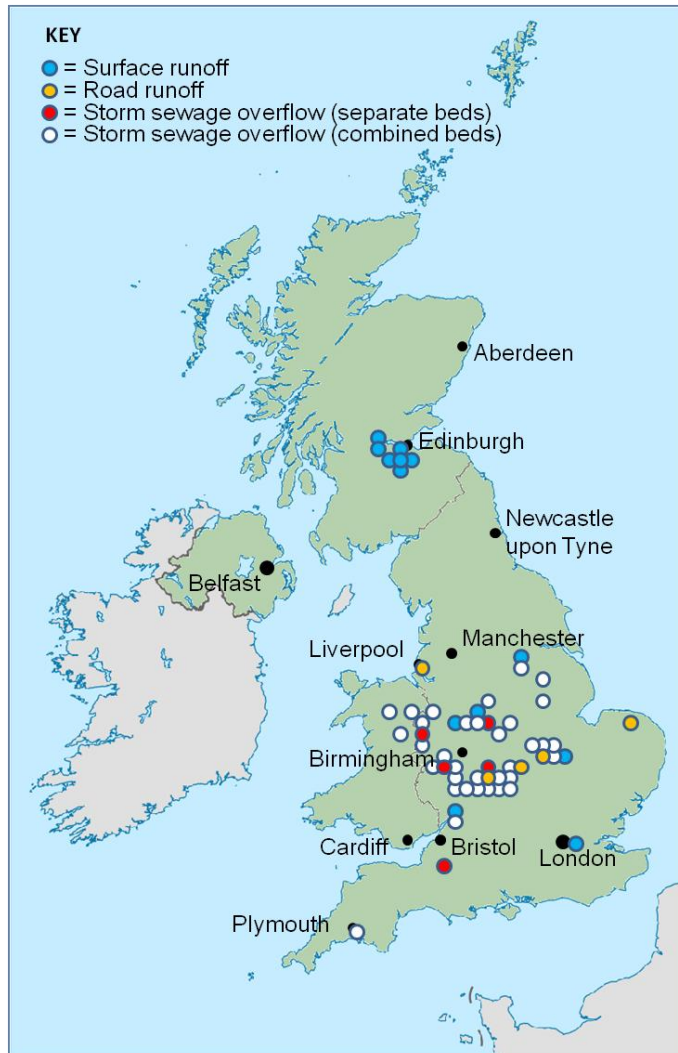 KEY
= Surface runoff
= Road runoff
= Storm sewage overflow (separate beds)
= Storm sewage overflow (combined beds)
Aberdeen
Edinburgh
Newcastle
upon Tyne
Belfast
Manchester
Liverpool
Birmingham
Cardiff
Bristol
London
Plymouth